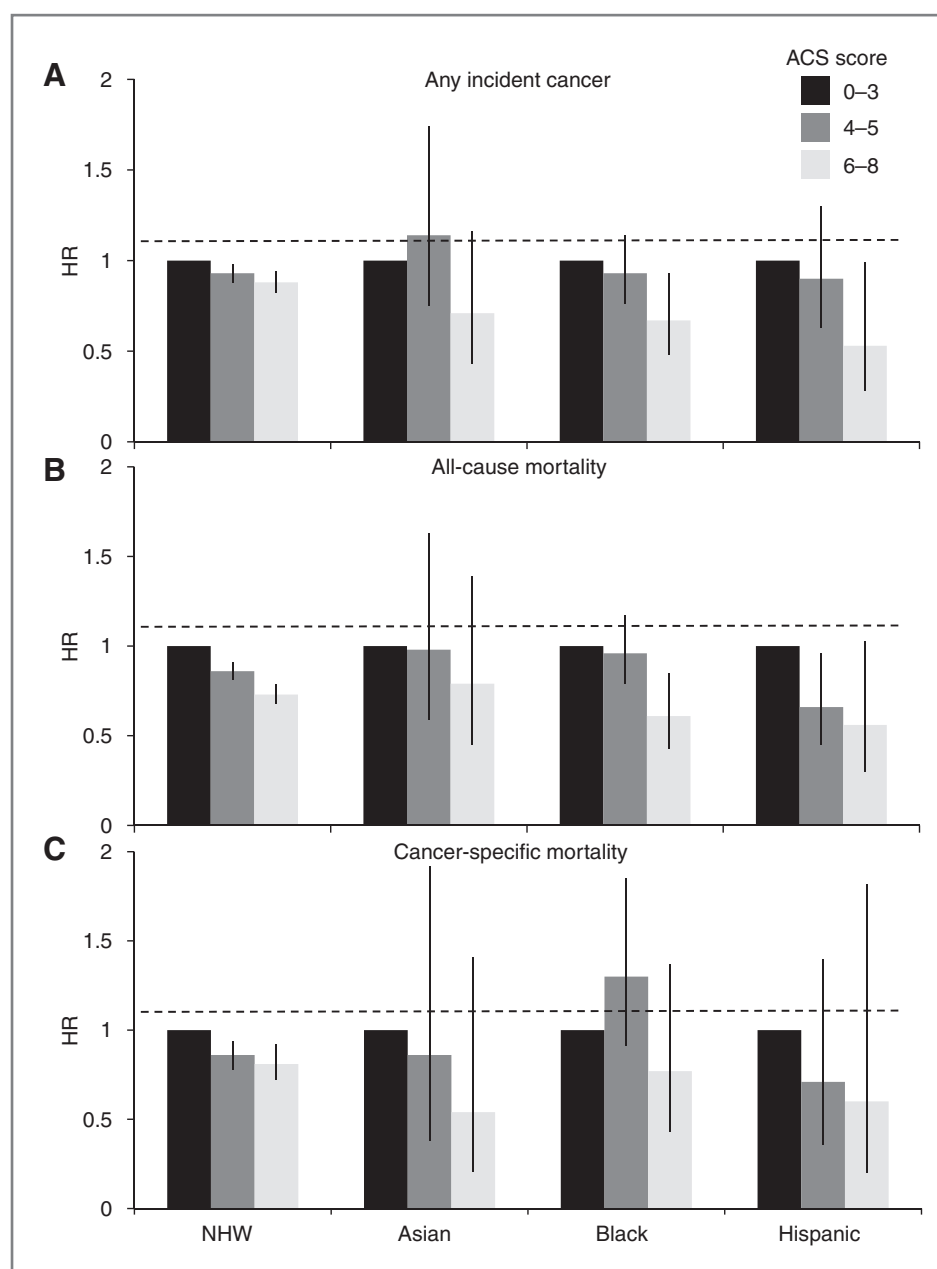 ACS score
A
2
Any incident cancer
0–3
4–5
1.5
6–8
HR
1
0.5
0
B
2
All-cause mortality
1.5
HR
1
0.5
0
C
2
Cancer-specific mortality
1.5
HR
1
0.5
0
NHW Asian Black Hispanic